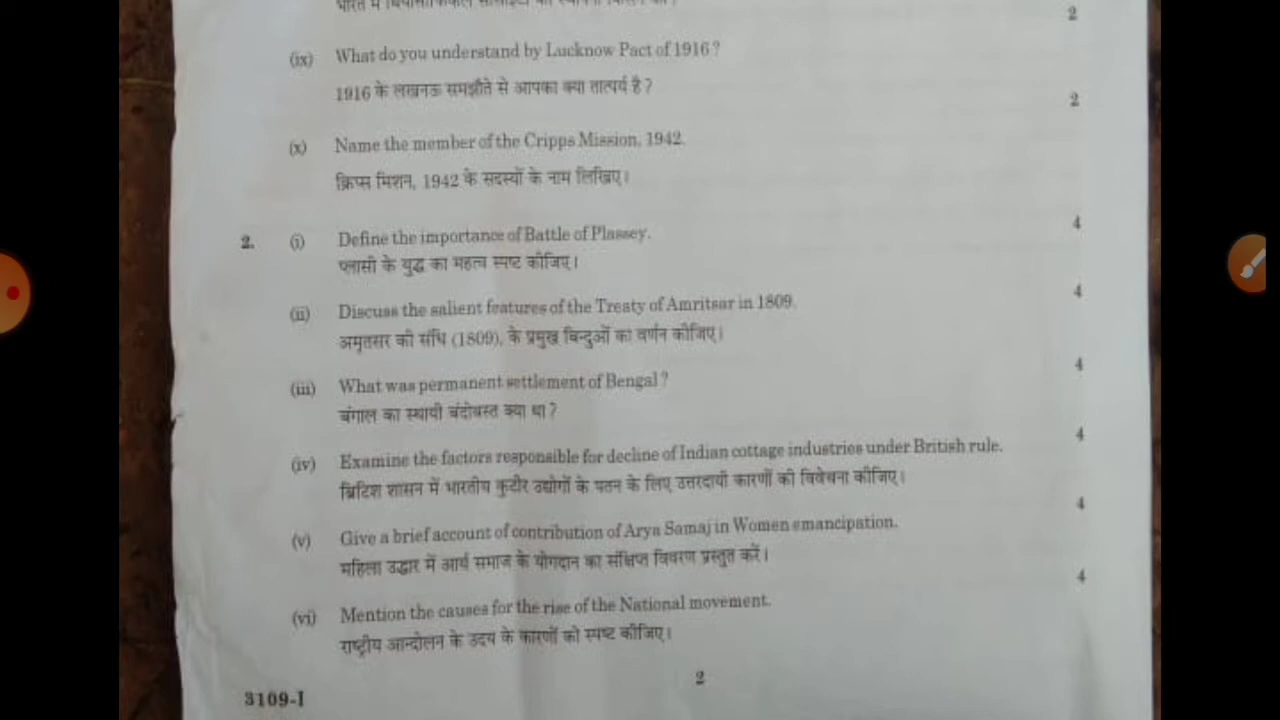 2
(ix) What do you understand by Lucknow Pact of 1916?
1916 के लखनऊ समझौते से आपका क्या तात्पर्य है?
2
(x) Name the member of the Cripps Mission, 1942.
क्रिप्स मिशन, 1942 के सदस्यों के नाम लिखिए।
4
2. (i) Define the importance of Battle of Plassey.
प्लासी के युद्ध का महत्व स्पष्ट कीजिए।
4
(ii) Discuss the salient features of the Treaty of Amritsar in 1809.
अमृतसर की संधि (1809), के प्रमुख बिन्दुओं का वर्णन कीजिए।
4
(iii) What was permanent settlement of Bengal?
बंगाल का स्थायी बंदोबस्त क्या था?
4
(iv) Examine the factors responsible for decline of Indian cottage industries under British rule.
ब्रिटिश शासन में भारतीय कुटीर उद्योगों के पतन के लिए उत्तरदायी कारणों की विवेचना कीजिए।
4
(v) Give a brief account of contribution of Arya Samaj in Women emancipation.
महिला उद्धार में आर्य समाज के योगदान का संक्षिप्त विवरण प्रस्तुत करें।
4
(vi) Mention the causes for the rise of the National movement.
राष्ट्रीय आन्दोलन के उदय के कारणों को स्पष्ट कीजिए।
2
3109-I